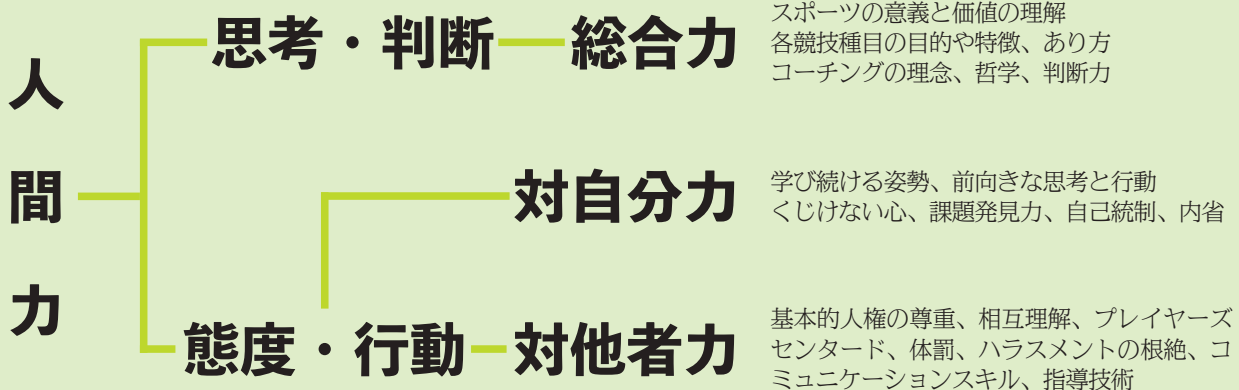 人間力
思考・判断
総合力
スポーツの意義と価値の理解
各競技種目の目的や特徴、あり方
コーチングの理念、哲学、判断力
対自分力
学び続ける姿勢、前向きな思考と行動
くじけない心、課題発見力、自己統制、内省
態度・行動
対他者力
基本的人権の尊重、相互理解、プレイヤーズ
センタード、体罰、ハラスメントの根絶、コ
ミュニケーションスキル、指導技術